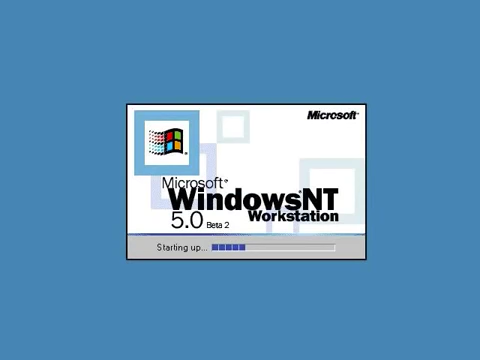 Microsoft
Microsoft®
WindowsNT
5.0 Beta 2 Workstation
Starting up...